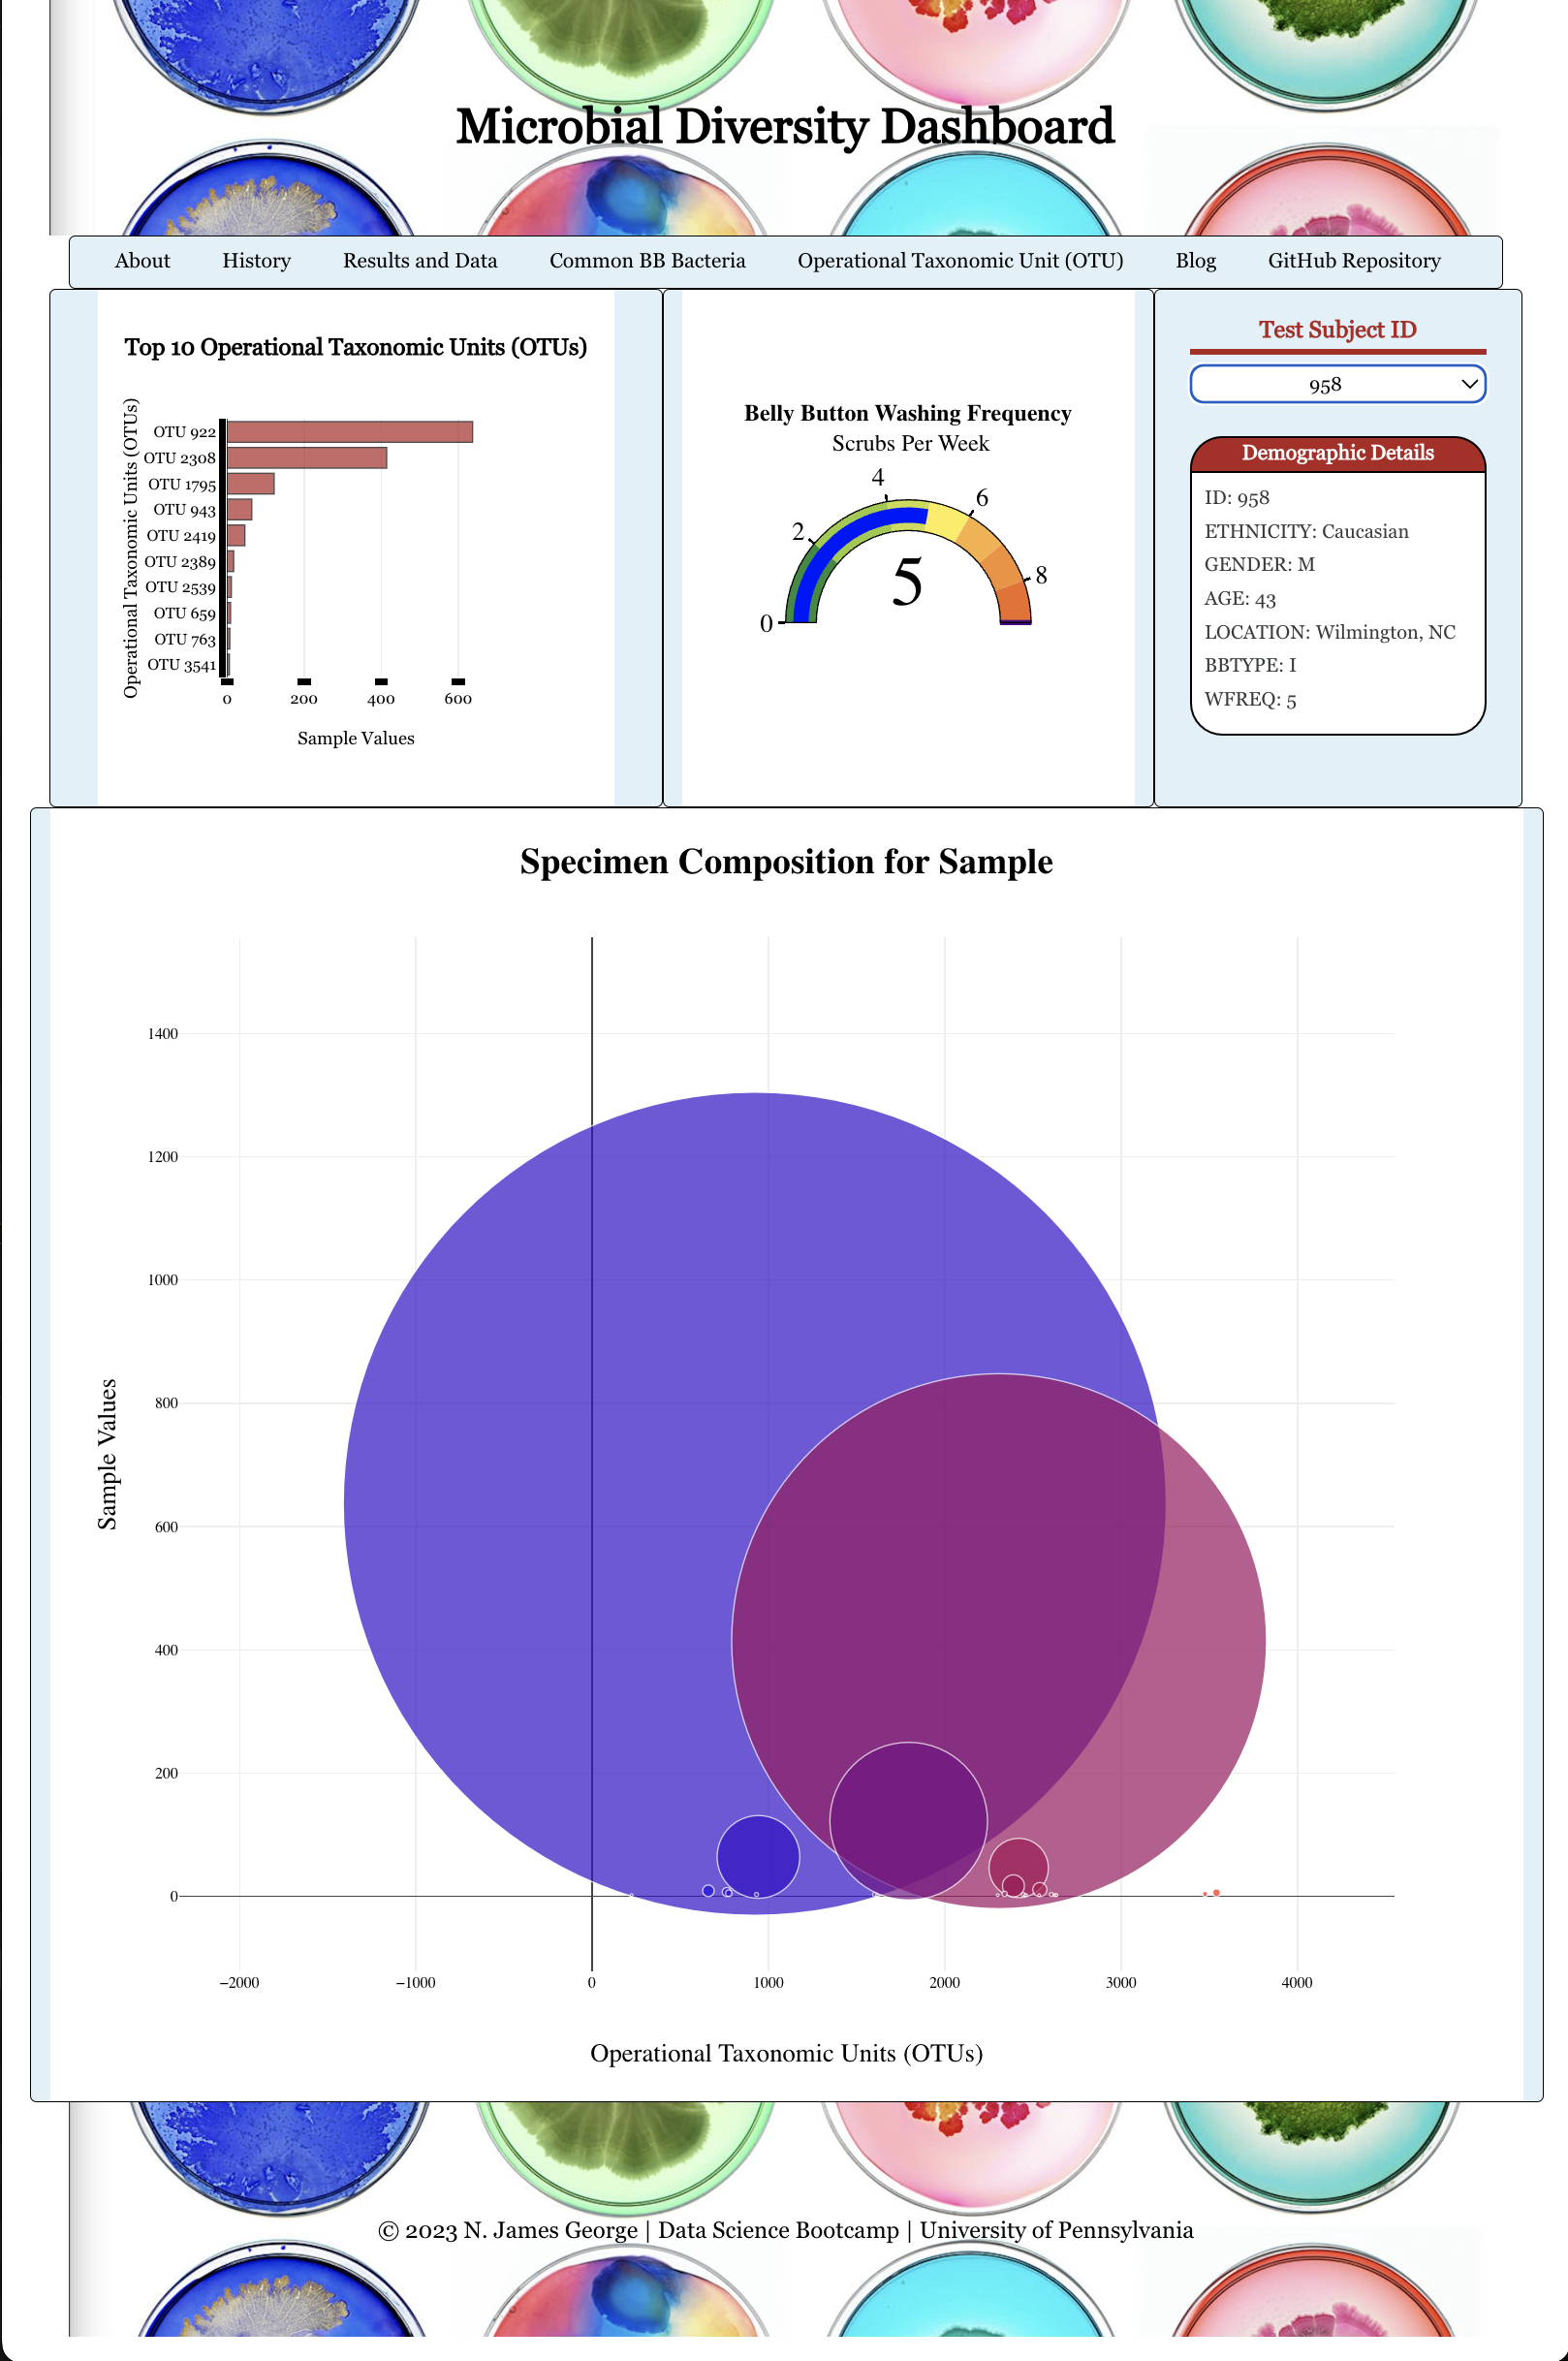 Microbial Diversity Dashboard
About History Results and Data Common BB Bacteria Operational Taxonomic Unit (OTU) Blog GitHub Repository
Top 10 Operational Taxonomic Units (OTUs)
Operational Taxonomic Units (OTUs)
OTU 922
OTU 2308
OTU 1795
OTU 943
OTU 2419
OTU 2389
OTU 2539
OTU 659
OTU 763
OTU 3541
0 200 400 600
Sample Values
Belly Button Washing Frequency
Scrubs Per Week
0 2 4 6 8
5
Test Subject ID
958
Demographic Details
ID: 958
ETHNICITY: Caucasian
GENDER: M
AGE: 43
LOCATION: Wilmington, NC
BBTYPE: I
WFREQ: 5
Specimen Composition for Sample
Sample Values
1400
1200
1000
800
600
400
200
0
−2000 −1000 0 1000 2000 3000 4000
Operational Taxonomic Units (OTUs)
© 2023 N. James George | Data Science Bootcamp | University of Pennsylvania